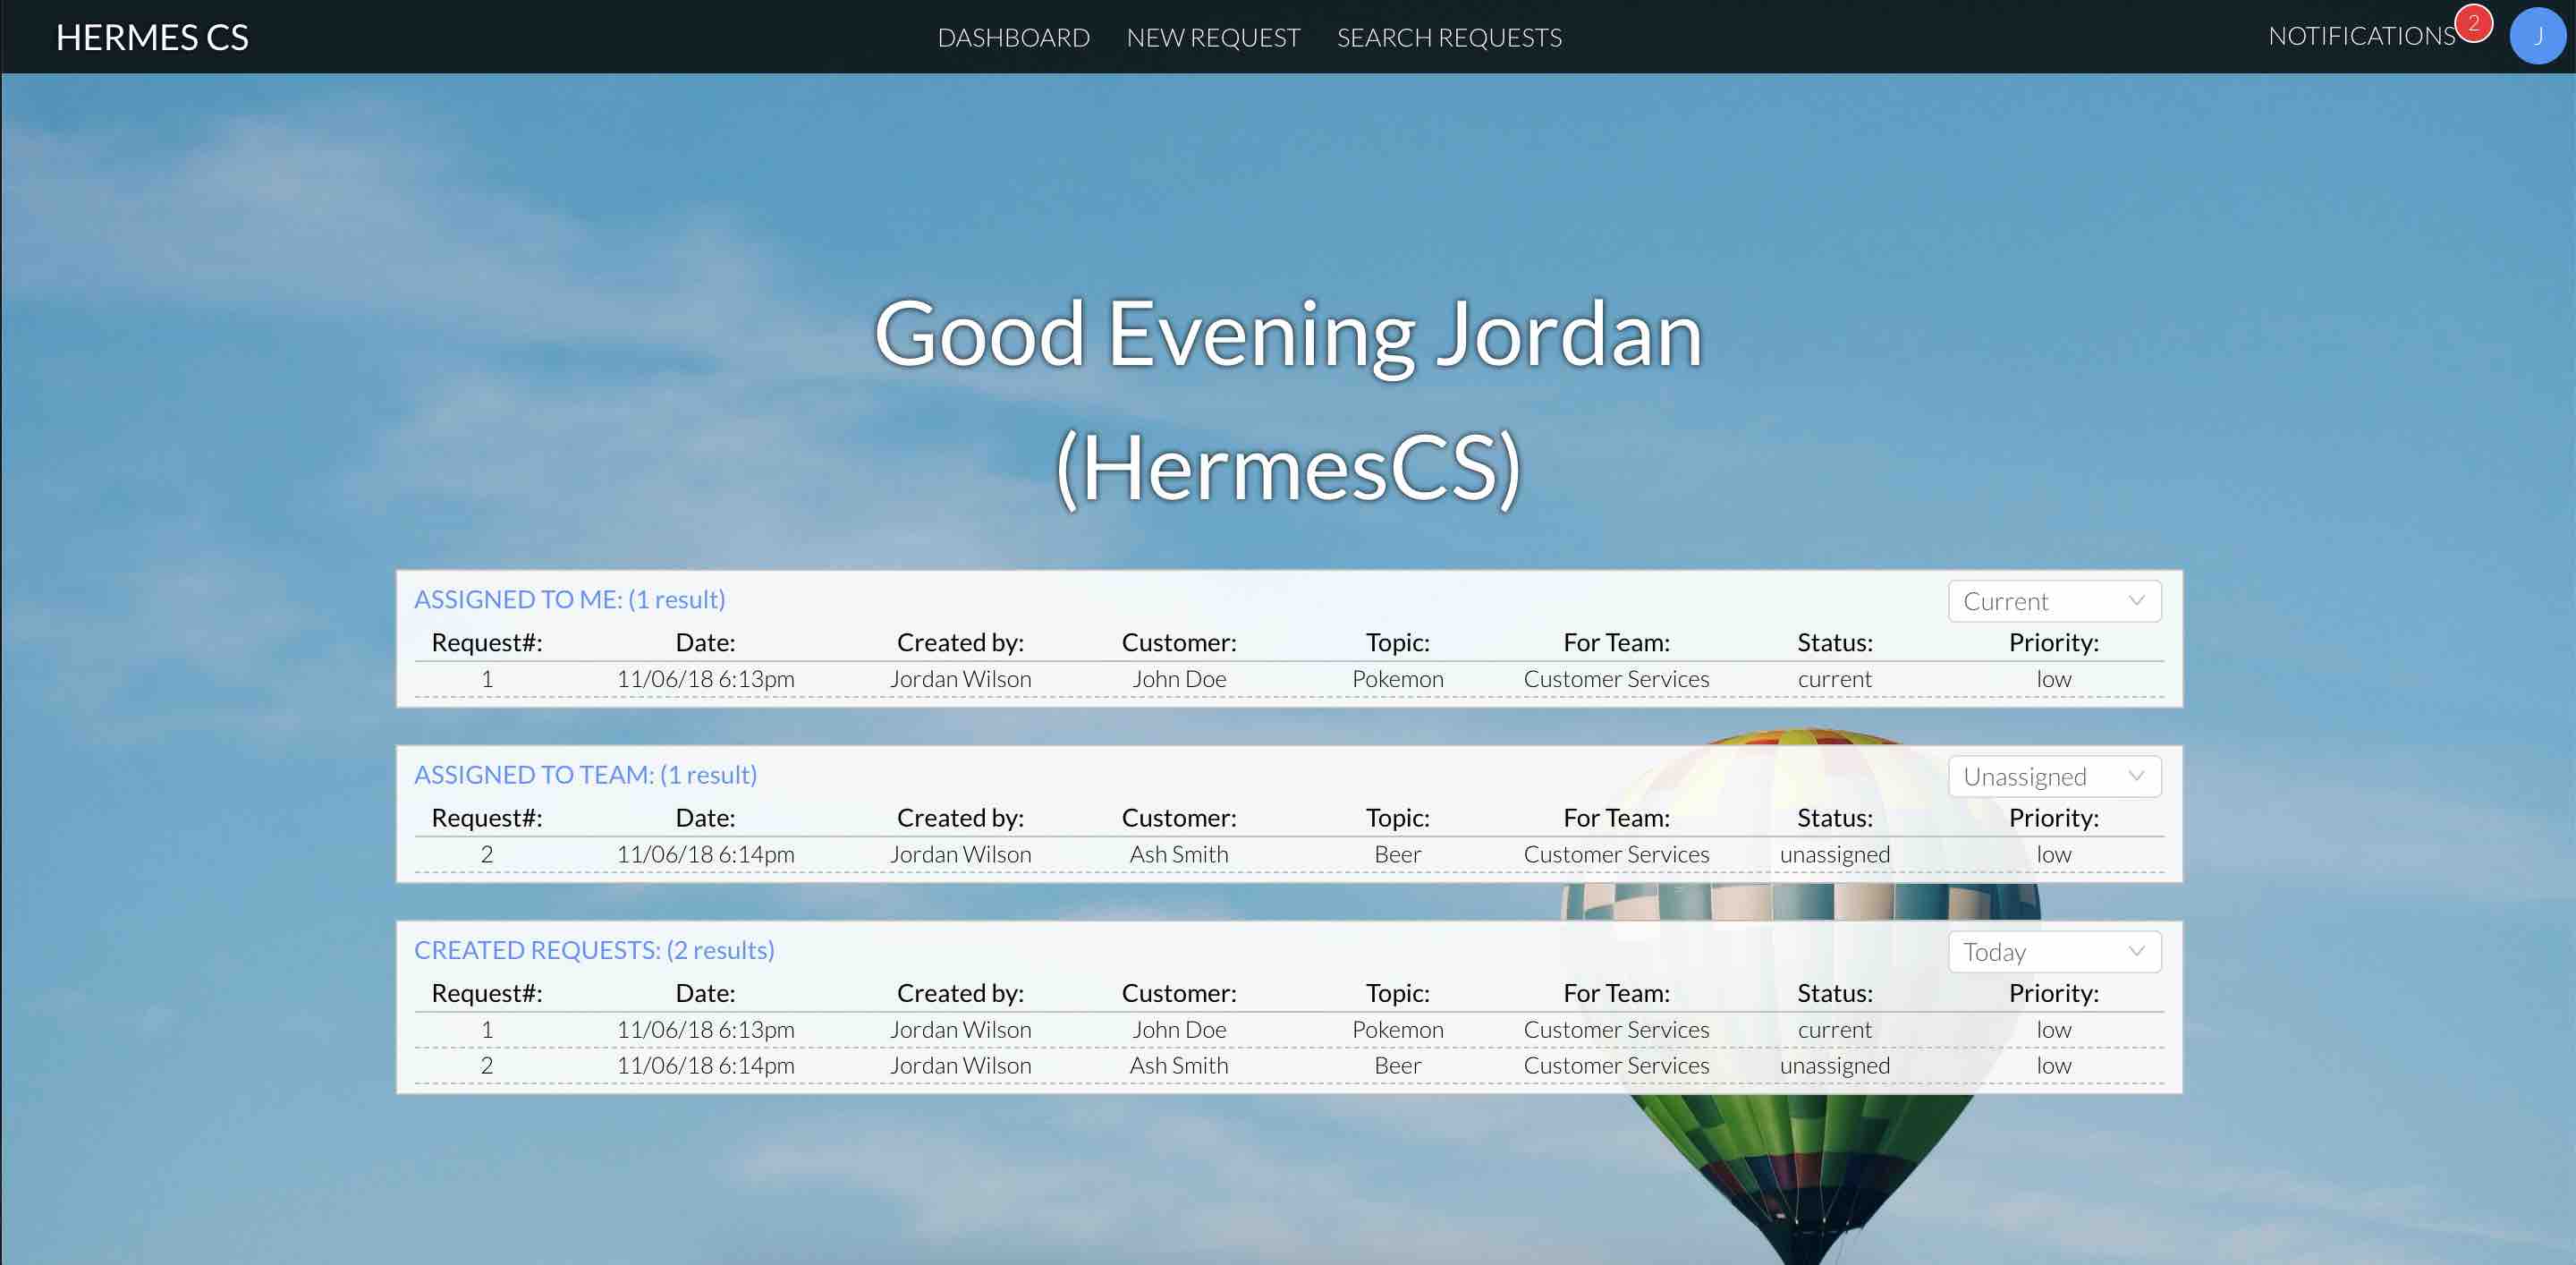 HERMES CS DASHBOARD NEW REQUEST SEARCH REQUESTS NOTIFICATIONS 2 J
Good Evening Jordan
(HermesCS)
ASSIGNED TO ME: (1 result) Current
Request#: Date: Created by: Customer: Topic: For Team: Status: Priority:
1 11/06/18 6:13pm Jordan Wilson John Doe Pokemon Customer Services current low
ASSIGNED TO TEAM: (1 result) Unassigned
Request#: Date: Created by: Customer: Topic: For Team: Status: Priority:
2 11/06/18 6:14pm Jordan Wilson Ash Smith Beer Customer Services unassigned low
CREATED REQUESTS: (2 results) Today
Request#: Date: Created by: Customer: Topic: For Team: Status: Priority:
1 11/06/18 6:13pm Jordan Wilson John Doe Pokemon Customer Services current low
2 11/06/18 6:14pm Jordan Wilson Ash Smith Beer Customer Services unassigned low